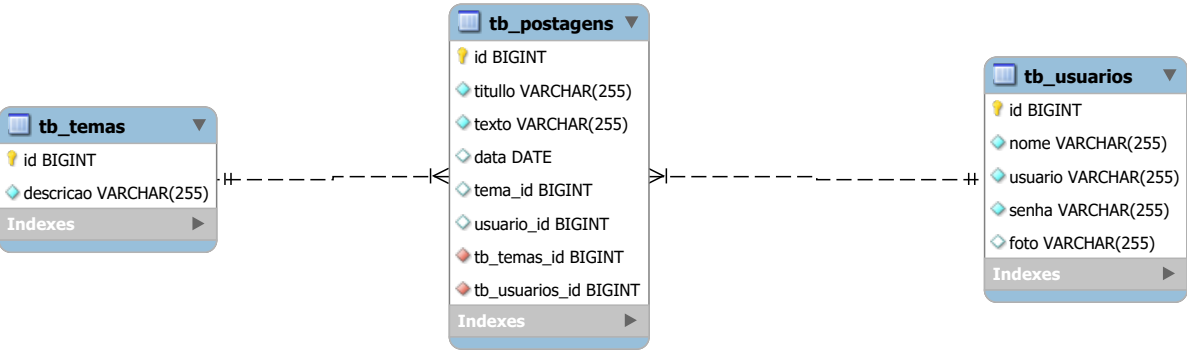 tb_temas
id BIGINT
descricao VARCHAR(255)
Indexes
tb_postagens
id BIGINT
titullo VARCHAR(255)
texto VARCHAR(255)
data DATE
tema_id BIGINT
usuario_id BIGINT
tb_temas_id BIGINT
tb_usuarios_id BIGINT
Indexes
tb_usuarios
id BIGINT
nome VARCHAR(255)
usuario VARCHAR(255)
senha VARCHAR(255)
foto VARCHAR(255)
Indexes